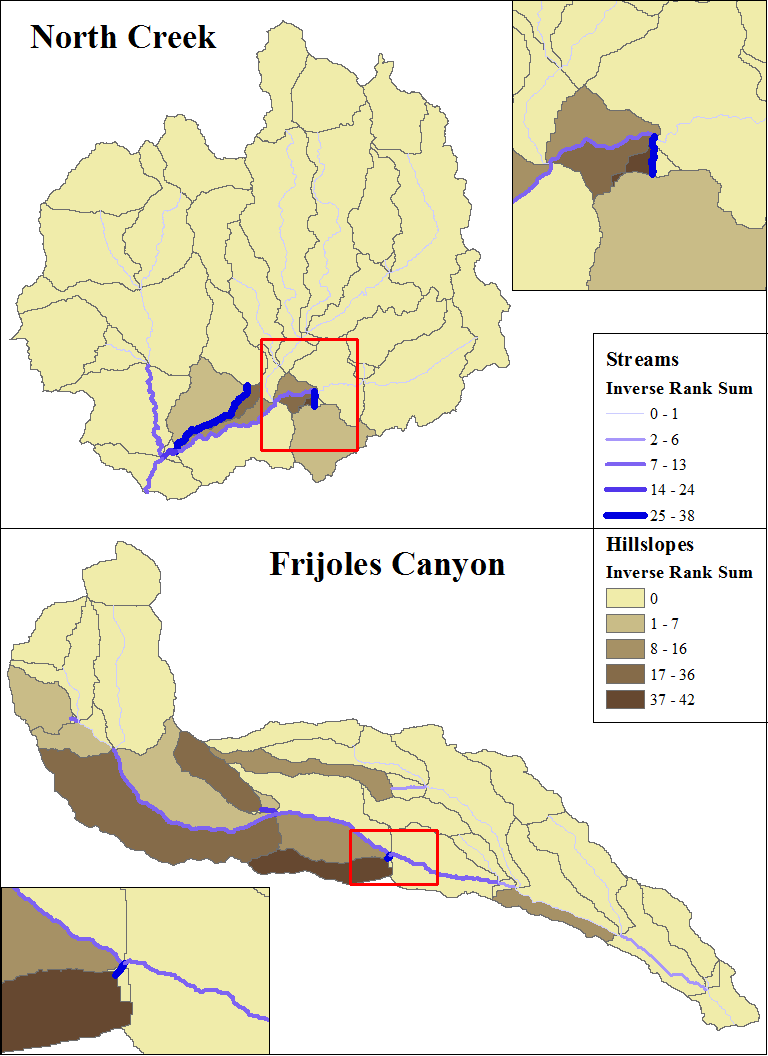 North Creek
Streams
Inverse Rank Sum
0 - 1
2 - 6
7 - 13
14 - 24
25 - 38
Hillslopes
Inverse Rank Sum
0
1 - 7
8 - 16
17 - 36
37 - 42
Frijoles Canyon